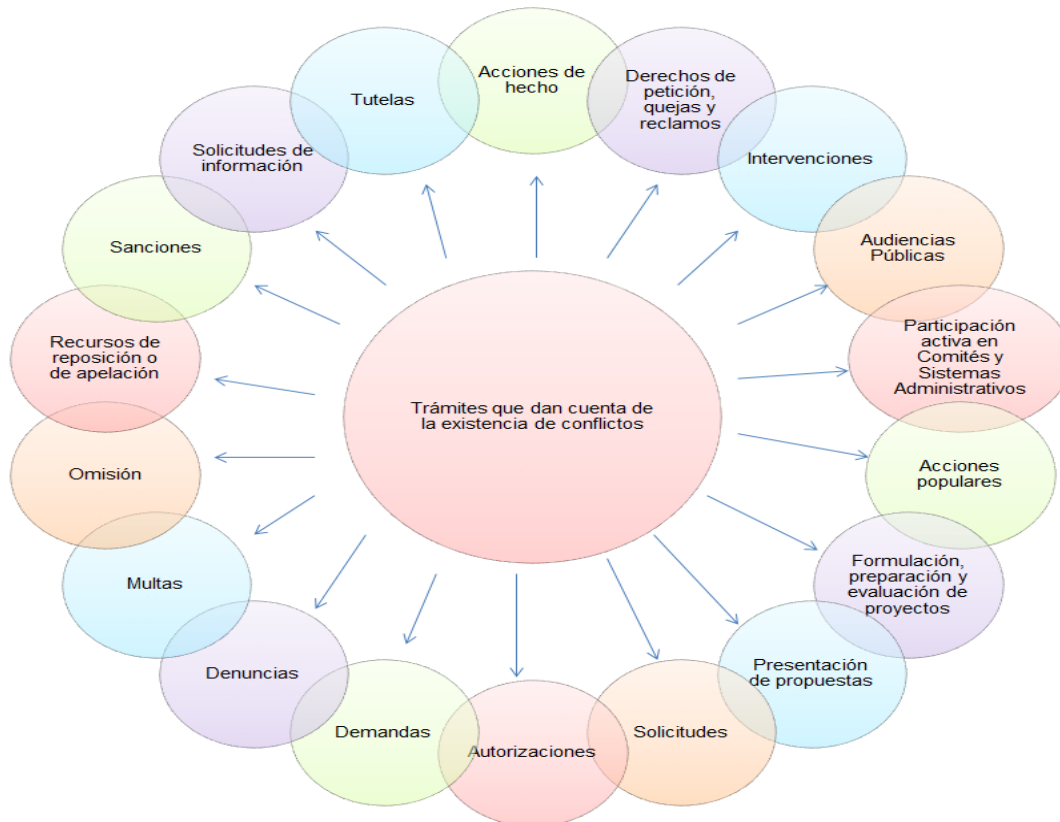 Acciones de
hecho
Derechos de
petición,
quejas y
reclamos
Intervenciones
Audiencias
Públicas
Participación
activa en
Comités y
Sistemas
Administrativos
Acciones
populares
Formulación,
preparación y
evaluación de
proyectos
Presentación
de propuestas
Solicitudes
Autorizaciones
Demandas
Denuncias
Multas
Omisión
Recursos de
reposición o
de apelación
Sanciones
Solicitudes de
información
Tutelas
Trámites que dan cuenta de
la existencia de conflictos